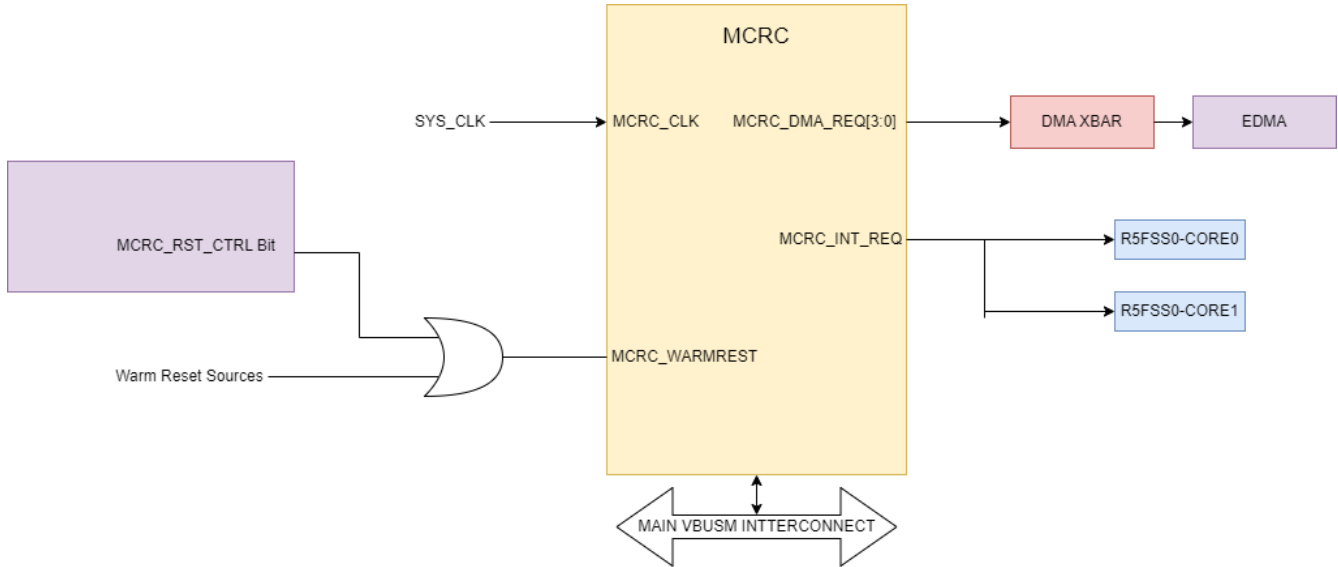 MCRC
SYS_CLK
MCRC_CLK
MCRC_DMA_REQ[3:0]
DMA XBAR
EDMA
MCRC_RST_CTRL Bit
MCRC_INT_REQ
R5FSS0-CORE0
R5FSS0-CORE1
MCRC_WARMREST
Warm Reset Sources
MAIN VBUSM INTTERCONNECT